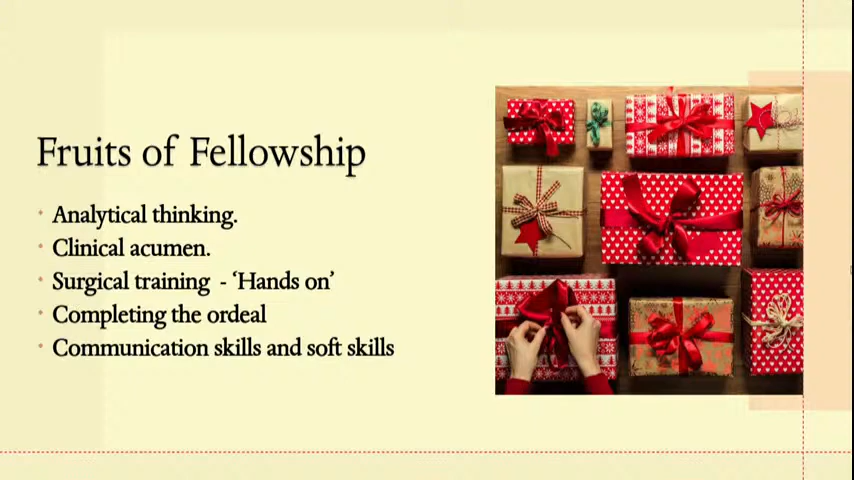 Fruits of Fellowship
Analytical thinking.
Clinical acumen.
Surgical training - ‘Hands on’
Completing the ordeal
Communication skills and soft skills